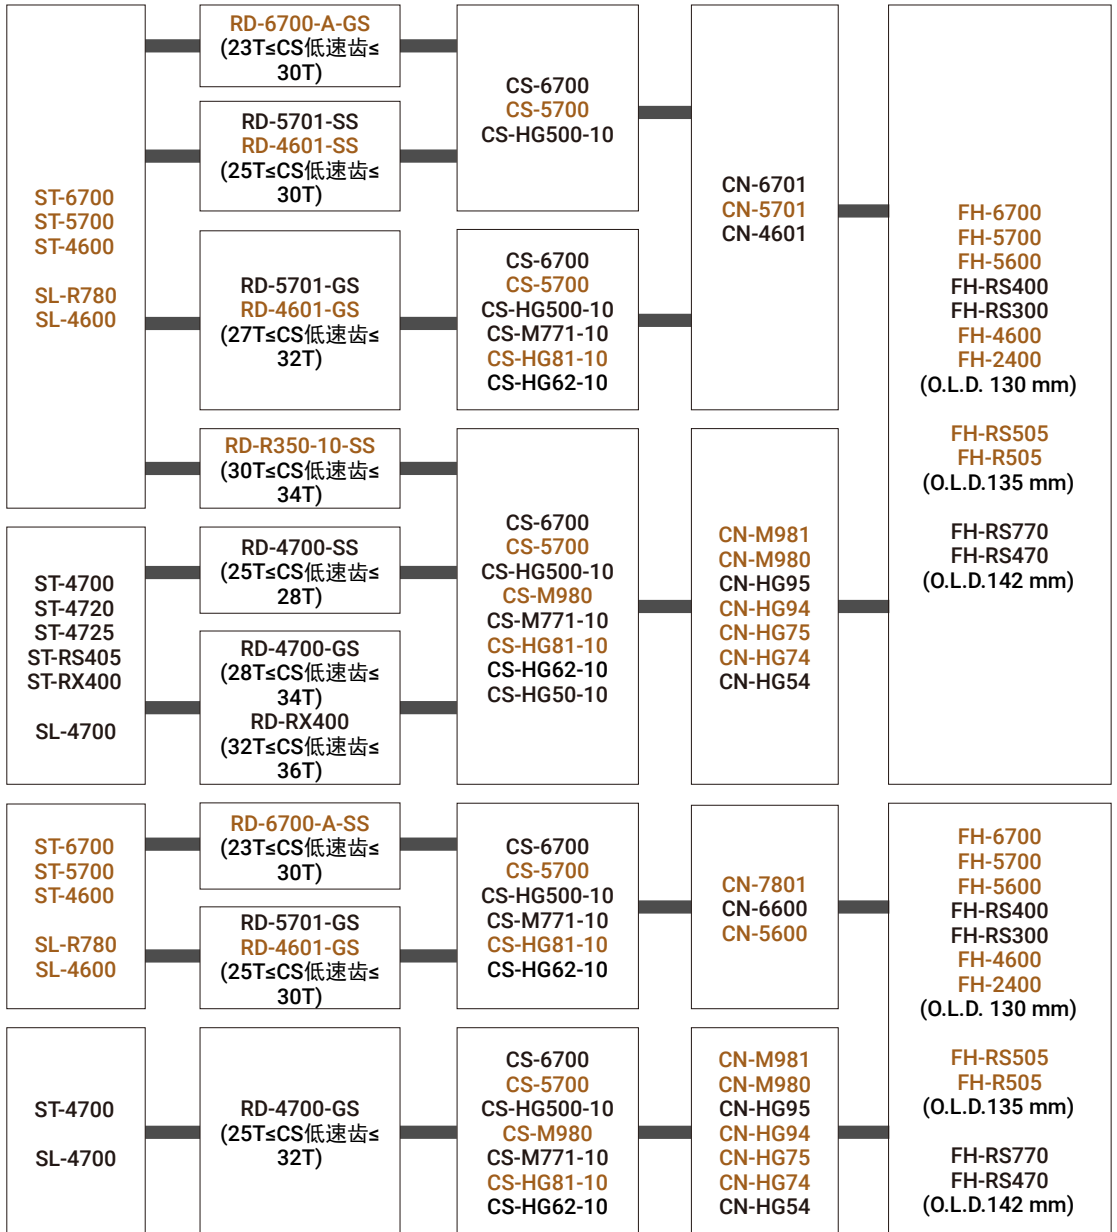 ST-6700
ST-5700
ST-4600
SL-R780
SL-4600
RD-6700-A-GS
(23T≤CS低速齿≤
30T)
RD-5701-SS
RD-4601-SS
(25T≤CS低速齿≤
30T)
RD-5701-GS
RD-4601-GS
(27T≤CS低速齿≤
32T)
RD-R350-10-SS
(30T≤CS低速齿≤
34T)
CS-6700
CS-5700
CS-HG500-10
CS-6700
CS-5700
CS-HG500-10
CS-M771-10
CS-HG81-10
CS-HG62-10
CN-6701
CN-5701
CN-4601
FH-6700
FH-5700
FH-5600
FH-RS400
FH-RS300
FH-4600
FH-2400
(O.L.D. 130 mm)
FH-RS505
FH-R505
(O.L.D.135 mm)
FH-RS770
FH-RS470
(O.L.D.142 mm)
ST-4700
ST-4720
ST-4725
ST-RS405
ST-RX400
SL-4700
RD-4700-SS
(25T≤CS低速齿≤
28T)
RD-4700-GS
(28T≤CS低速齿≤
34T)
RD-RX400
(32T≤CS低速齿≤
36T)
CS-6700
CS-5700
CS-HG500-10
CS-M980
CS-M771-10
CS-HG81-10
CS-HG62-10
CS-HG50-10
CN-M981
CN-M980
CN-HG95
CN-HG94
CN-HG75
CN-HG74
CN-HG54
ST-6700
ST-5700
ST-4600
SL-R780
SL-4600
RD-6700-A-SS
(23T≤CS低速齿≤
30T)
RD-5701-GS
RD-4601-GS
(25T≤CS低速齿≤
30T)
CS-6700
CS-5700
CS-HG500-10
CS-M771-10
CS-HG81-10
CS-HG62-10
CN-7801
CN-6600
CN-5600
FH-6700
FH-5700
FH-5600
FH-RS400
FH-RS300
FH-4600
FH-2400
(O.L.D. 130 mm)
FH-RS505
FH-R505
(O.L.D.135 mm)
FH-RS770
FH-RS470
(O.L.D.142 mm)
ST-4700
SL-4700
RD-4700-GS
(25T≤CS低速齿≤
32T)
CS-6700
CS-5700
CS-HG500-10
CS-M980
CS-M771-10
CS-HG81-10
CS-HG62-10
CN-M981
CN-M980
CN-HG95
CN-HG94
CN-HG75
CN-HG74
CN-HG54